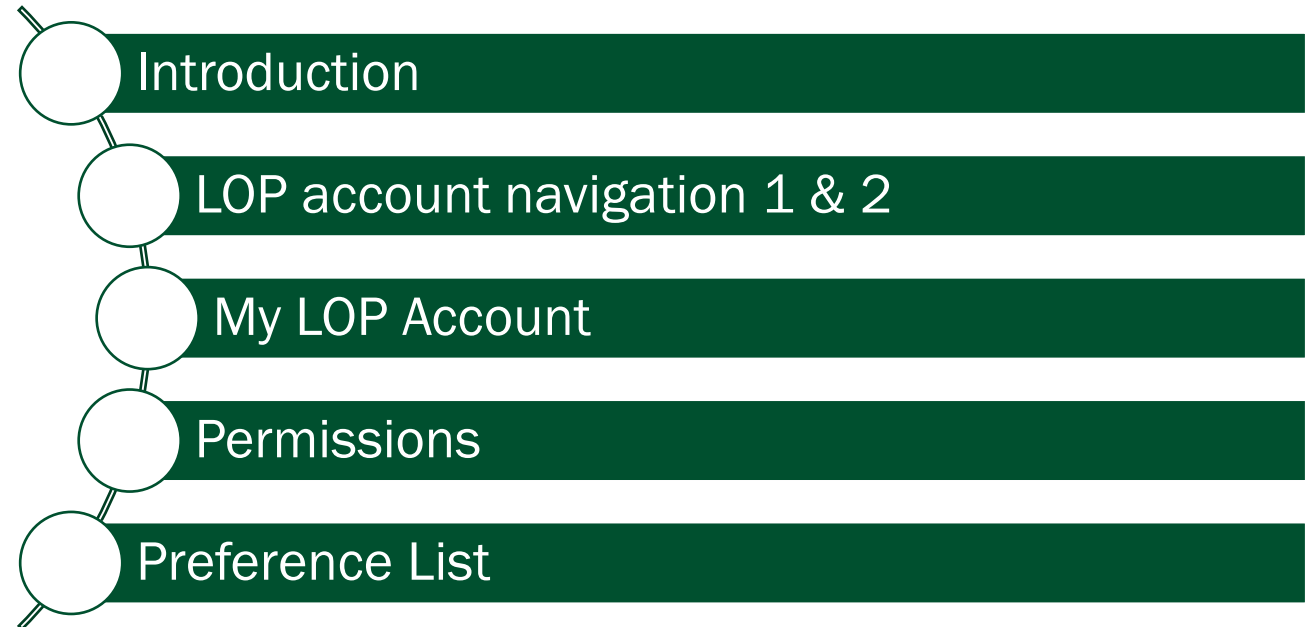 Introduction
LOP account navigation 1 & 2
My LOP Account
Permissions
Preference List